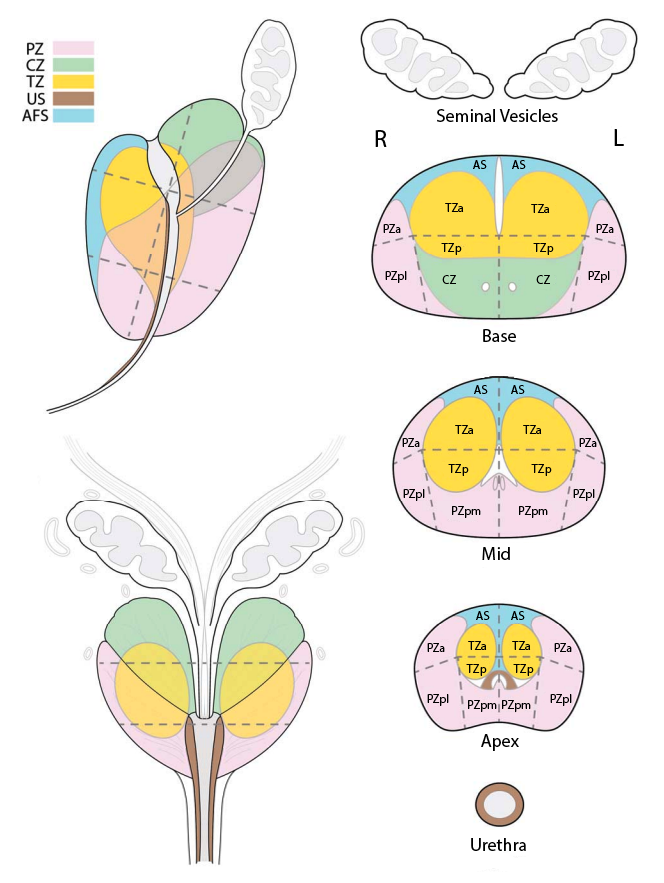 PZ
CZ
TZ
US
AFS
Seminal Vesicles
R L
AS AS
TZa TZa
PZa PZa
TZp TZp
PZpl CZ CZ PZpl
Base
AS AS
TZa TZa
PZa PZa
TZp TZp
PZpl PZpl
PZpm PZpm
Mid
AS AS
PZa TZa TZa PZa
TZp TZp
PZpl PZpm PZpm PZpl
Apex
Urethra